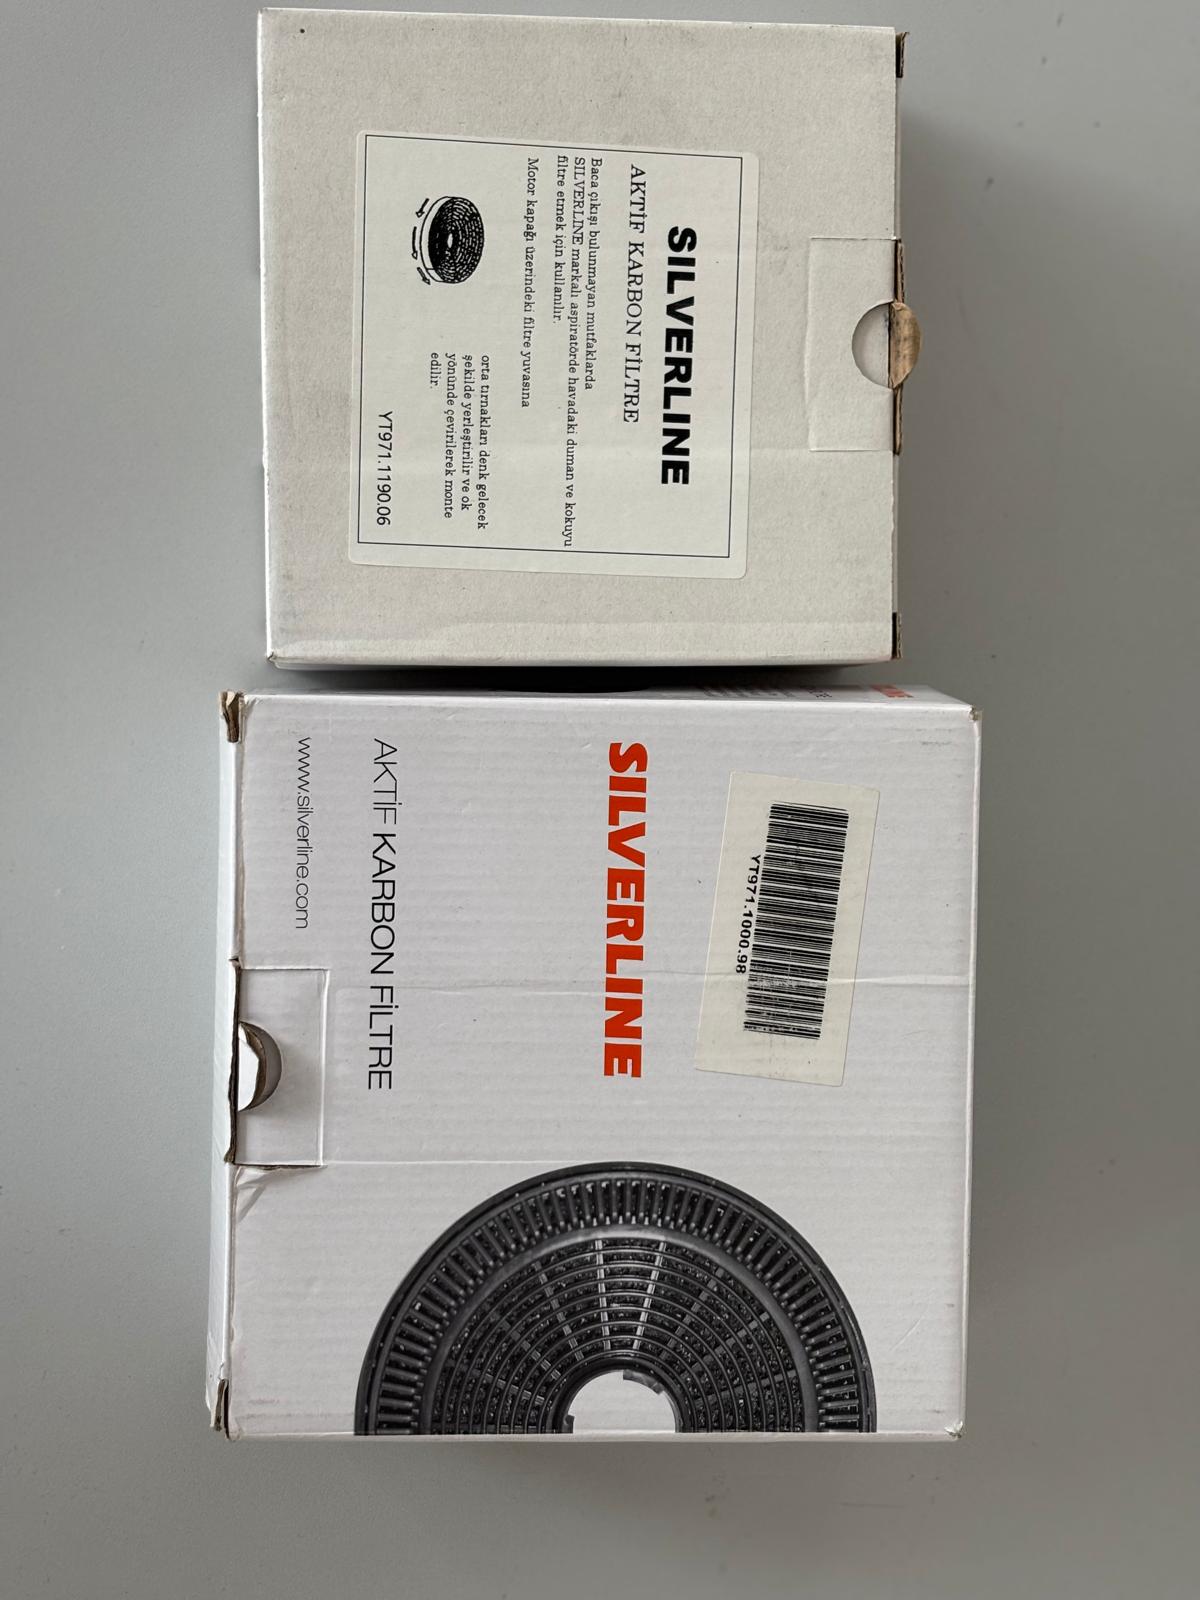 SILVERLINE
AKTİF KARBON FİLTRE
Baca çıkışı bulunmayan mutfaklarda
SILVERLINE markalı aspiratörde havadaki duman ve kokuyu
filtre etmek için kullanılır.
Motor kapağı üzerindeki filtre yuvasına
orta tırnakları denk gelecek
şekilde yerleştirilir ve ok
yönünde çevirilerek monte
edilir.
YT971.1190.06
YT971.1000.98
SILVERLINE
AKTİF KARBON FİLTRE
www.silverline.com